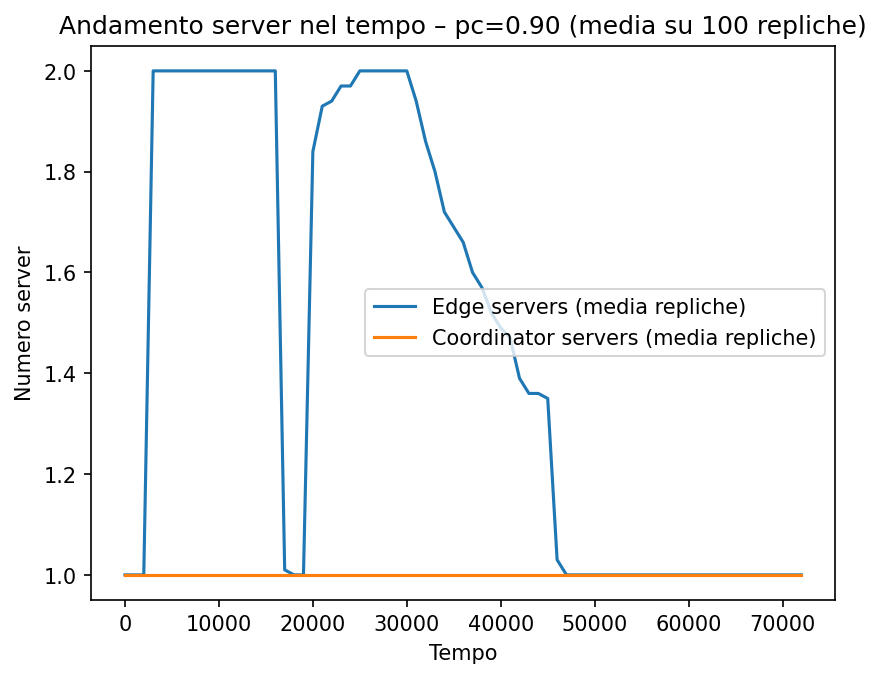 Andamento server nel tempo – pc=0.90 (media su 100 repliche)
Numero server
2.0
1.8
1.6
1.4
1.2
1.0
Edge servers (media repliche)
Coordinator servers (media repliche)
0 10000 20000 30000 40000 50000 60000 70000
Tempo